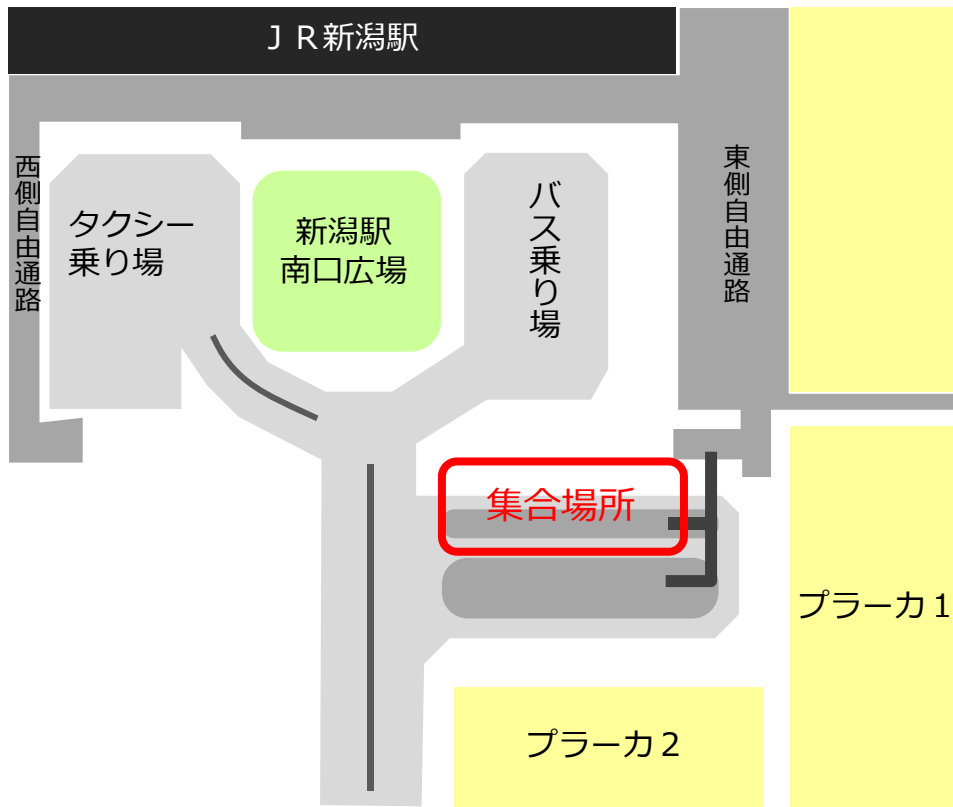 ＪＲ新潟駅
西側自由通路
タクシー
乗り場
新潟駅
南口広場
バス乗り場
東側自由通路
集合場所
プラーカ１
プラーカ２